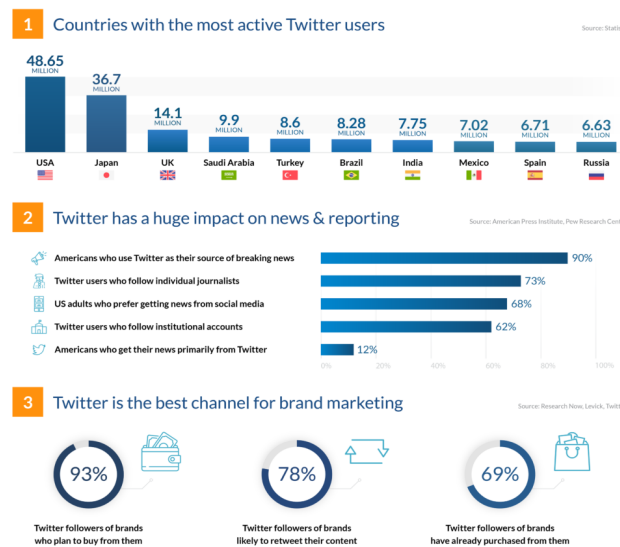 1 Countries with the most active Twitter users
Source:
48.65
MILLION
36.7
MILLION
14.1
MILLION
9.9
MILLION
8.6
MILLION
8.28
MILLION
7.75
MILLION
7.02
MILLION
6.71
MILLION
6.63
MILLION
USA Japan UK Saudi Arabia Turkey Brazil India Mexico Spain Russia
2 Twitter has a huge impact on news & reporting
Source: American Press Institute, Pew Research
Americans who use Twitter as their source of breaking news 90%
Twitter users who follow individual journalists 73%
US adults who prefer getting news from social media 68%
Twitter users who follow institutional accounts 62%
Americans who get their news primarily from Twitter 12%
0% 20% 40% 60% 80% 100%
3 Twitter is the best channel for brand marketing
Source: Research Now, Levick,
93% 78% 69%
Twitter followers of brands
who plan to buy from them
Twitter followers of brands
likely to retweet their content
Twitter followers of brands
have already purchased from them